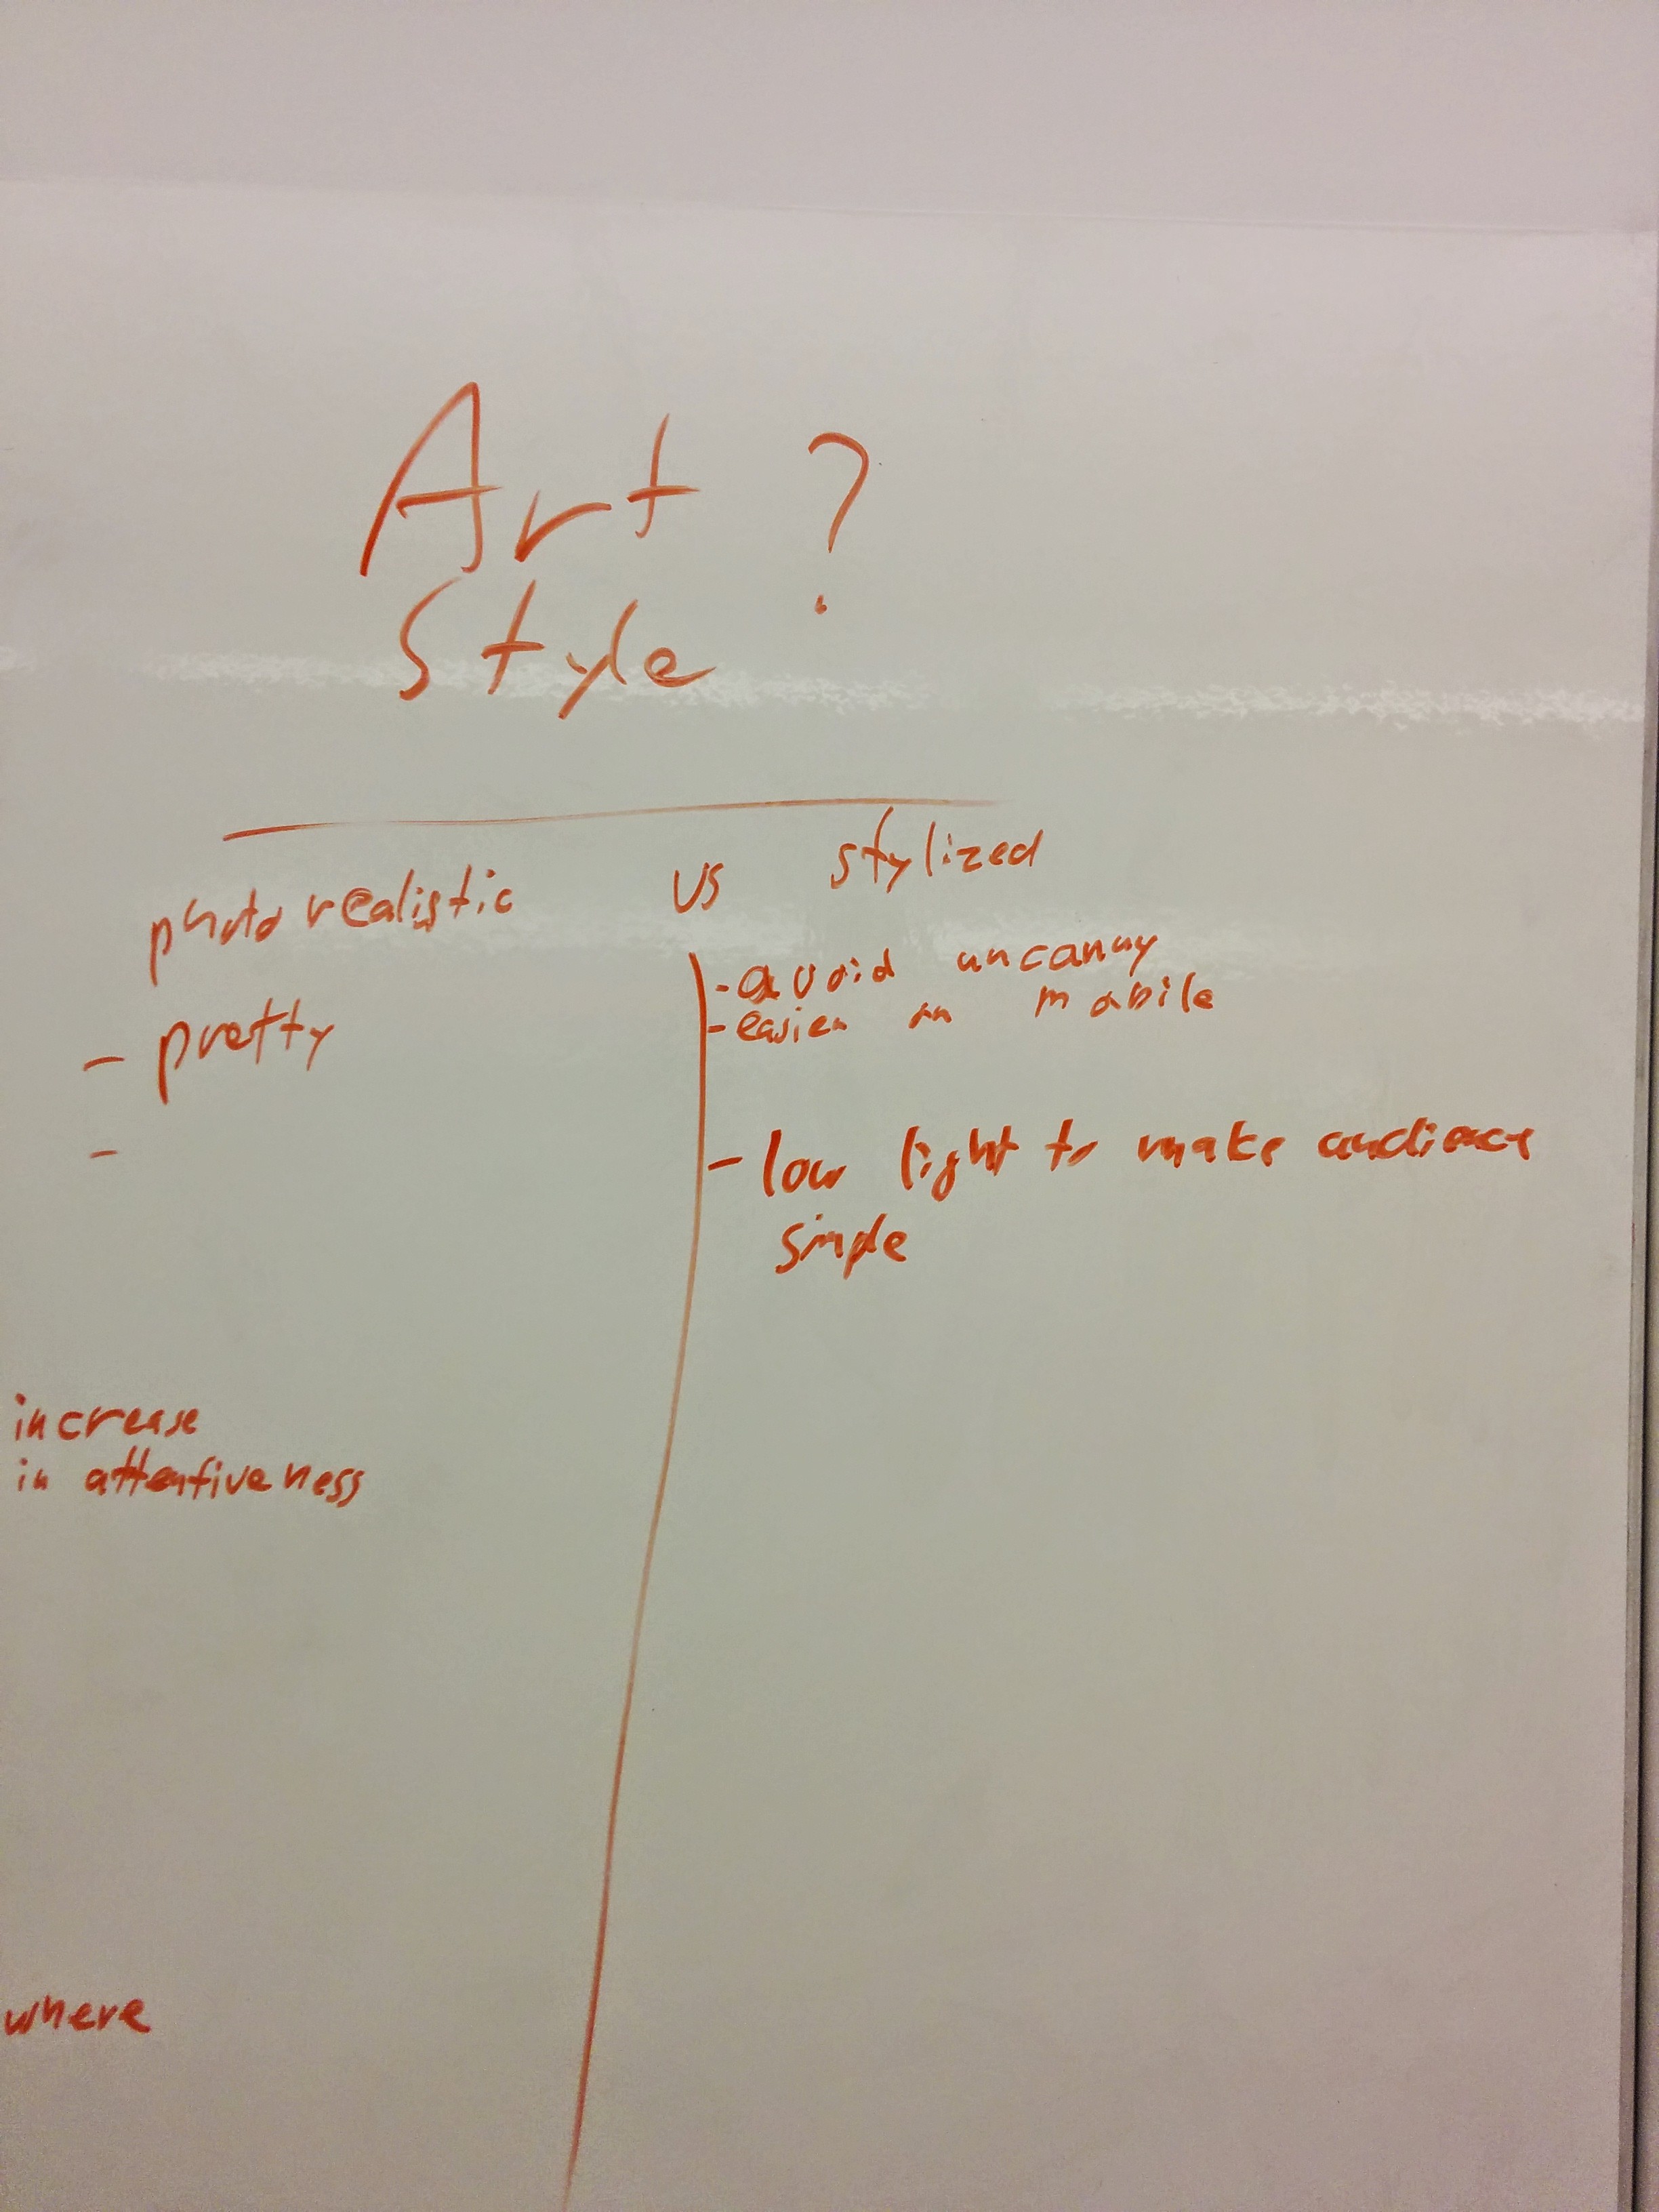 Art ?
Style
photo realistic vs stylized
- avoid uncanny
- easier on mobile
- pretty
-
- low light to make audience
simple
increase
in attentiveness
where